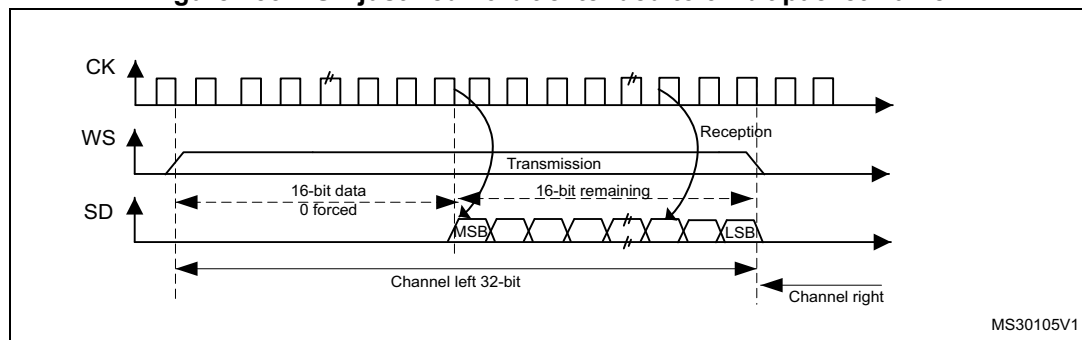 CK
WS
Reception
Transmission
16-bit data
0 forced
16-bit remaining
SD
MSB
LSB
Channel left 32-bit
Channel right
MS30105V1